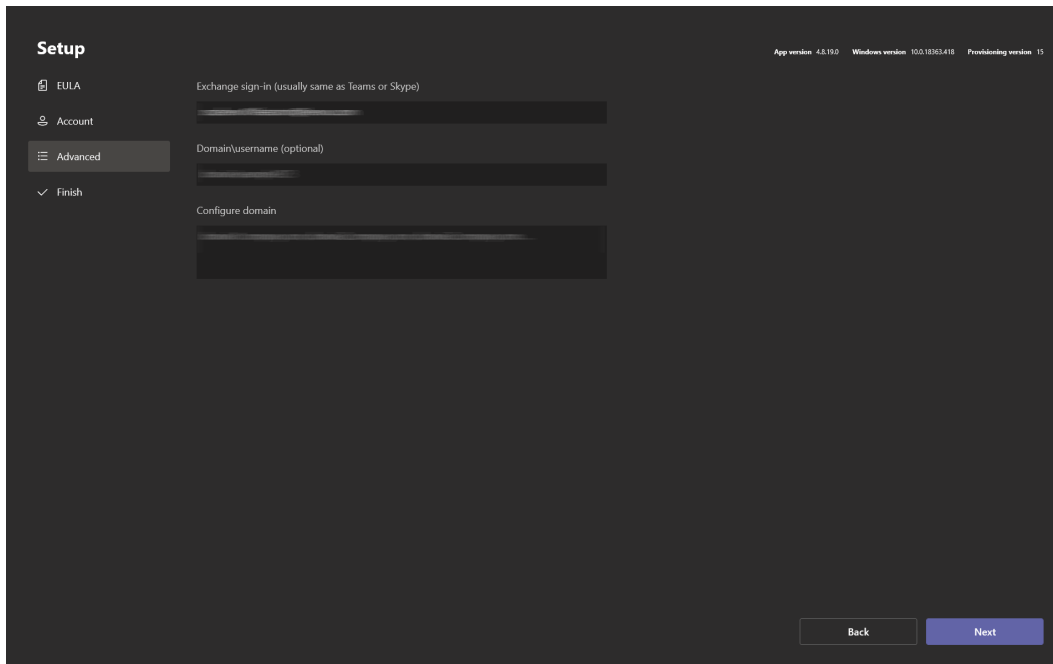 Setup
App version 4.8.19.0 Windows version 10.0.18363.418 Provisioning version 15
EULA
Account
Advanced
Finish
Exchange sign-in (usually same as Teams or Skype)
Domain\username (optional)
Configure domain
Back
Next